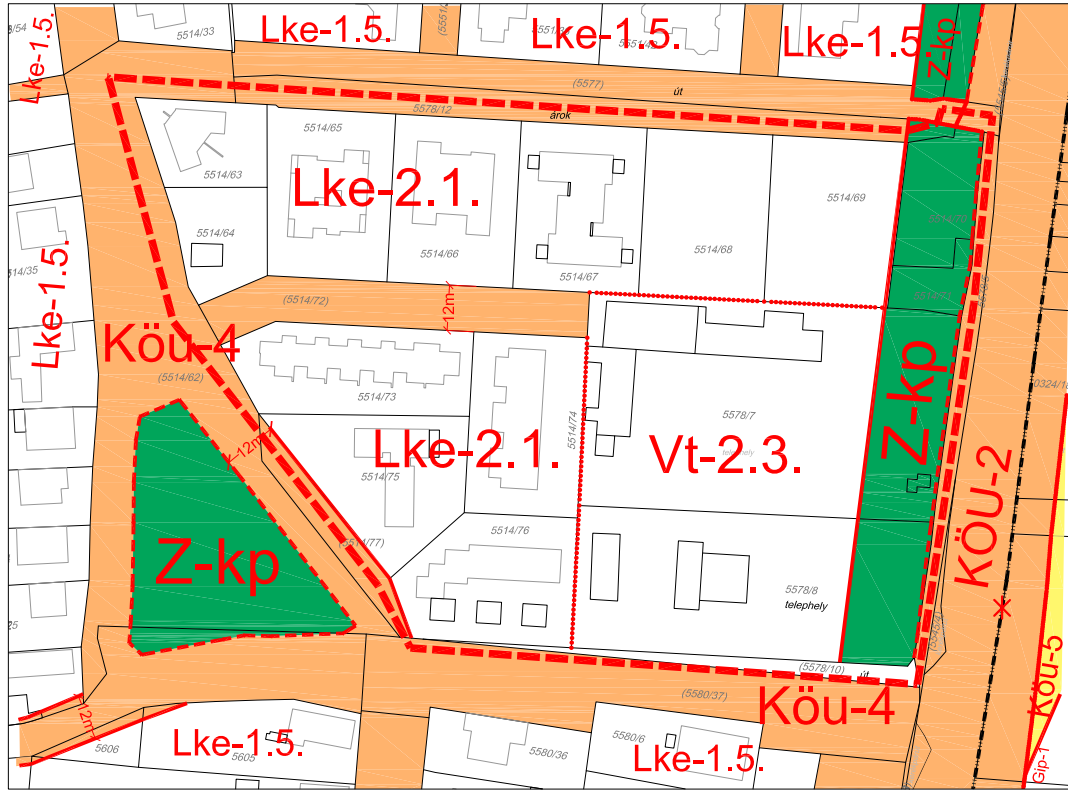 5514/33
Lke-1.5.
Lke-1.5.
Lke-1.5.
Z-kp
Lke-1.5.
(5577)
út
5578/12
árok
5514/65
5514/63
Lke-2.1.
5514/69
5514/64
5514/66
5514/67
5514/68
Lke-1.5.
(5514/72)
12m
Köu-4
(5514/62)
5514/73
5514/74
5578/7
telephely
Z-kp
0324/18
12m
Lke-2.1.
Vt-2.3.
5514/75
KÖU-2
5514/76
(5514/77)
Z-kp
5578/8
telephely
(5578/10)
út
(5580/37)
Köu-4
Köu-5
12m
5606
5605
Lke-1.5.
5580/36
5580/6
Lke-1.5.
Gip-1